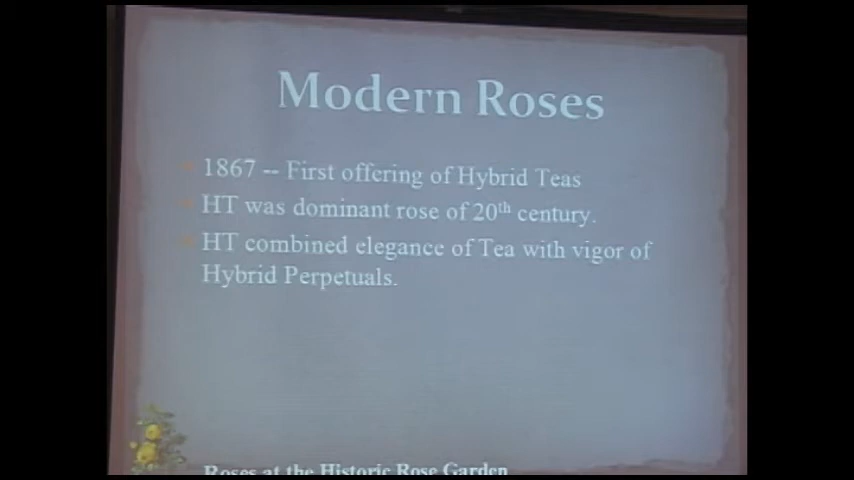 Modern Roses
1867 -- First offering of Hybrid Teas
HT was dominant rose of 20th century.
HT combined elegance of Tea with vigor of
Hybrid Perpetuals.
Roses at the Historic Rose Garden